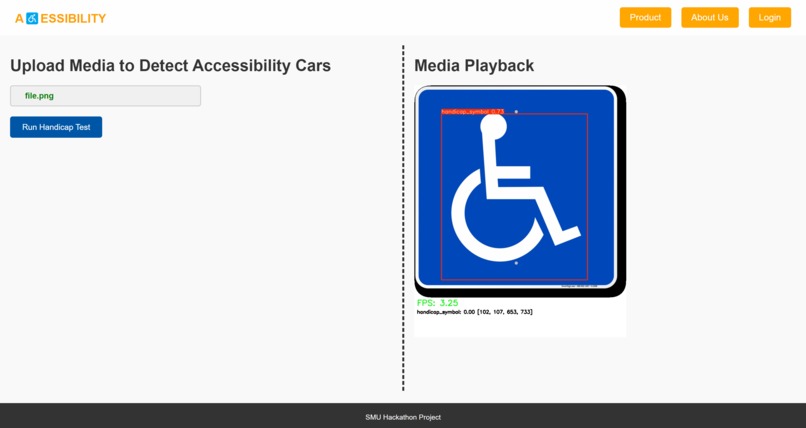 A ESSIBILITY
Product
About Us
Login
Upload Media to Detect Accessibility Cars
file.png
Run Handicap Test
Media Playback
handicap_symbol 0.73
FPS: 3.25
handicap_symbol: 0.00 [102, 107, 653, 733]
SMU Hackathon Project